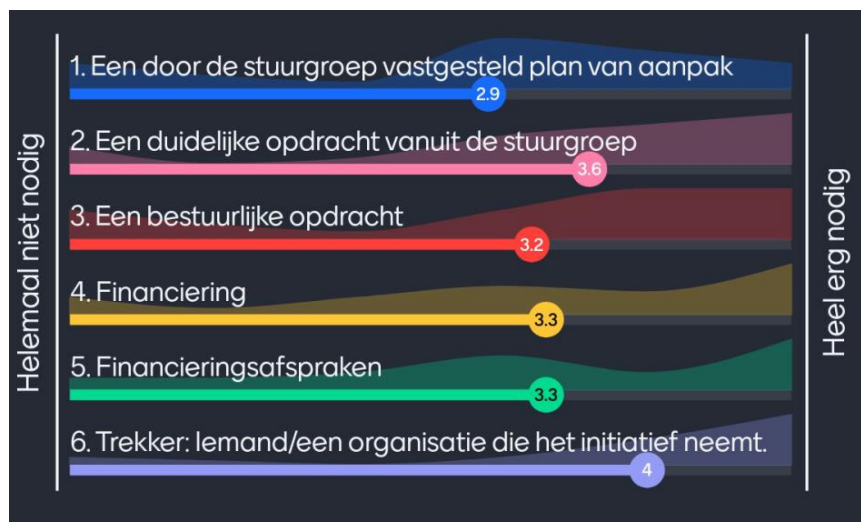 Helemaal niet nodig
1. Een door de stuurgroep vastgesteld plan van aanpak
2.9
2. Een duidelijke opdracht vanuit de stuurgroep
3.6
3. Een bestuurlijke opdracht
3.2
4. Financiering
3.3
5. Financieringsafspraken
3.3
6. Trekker: Iemand/een organisatie die het initiatief neemt.
4
Heel erg nodig